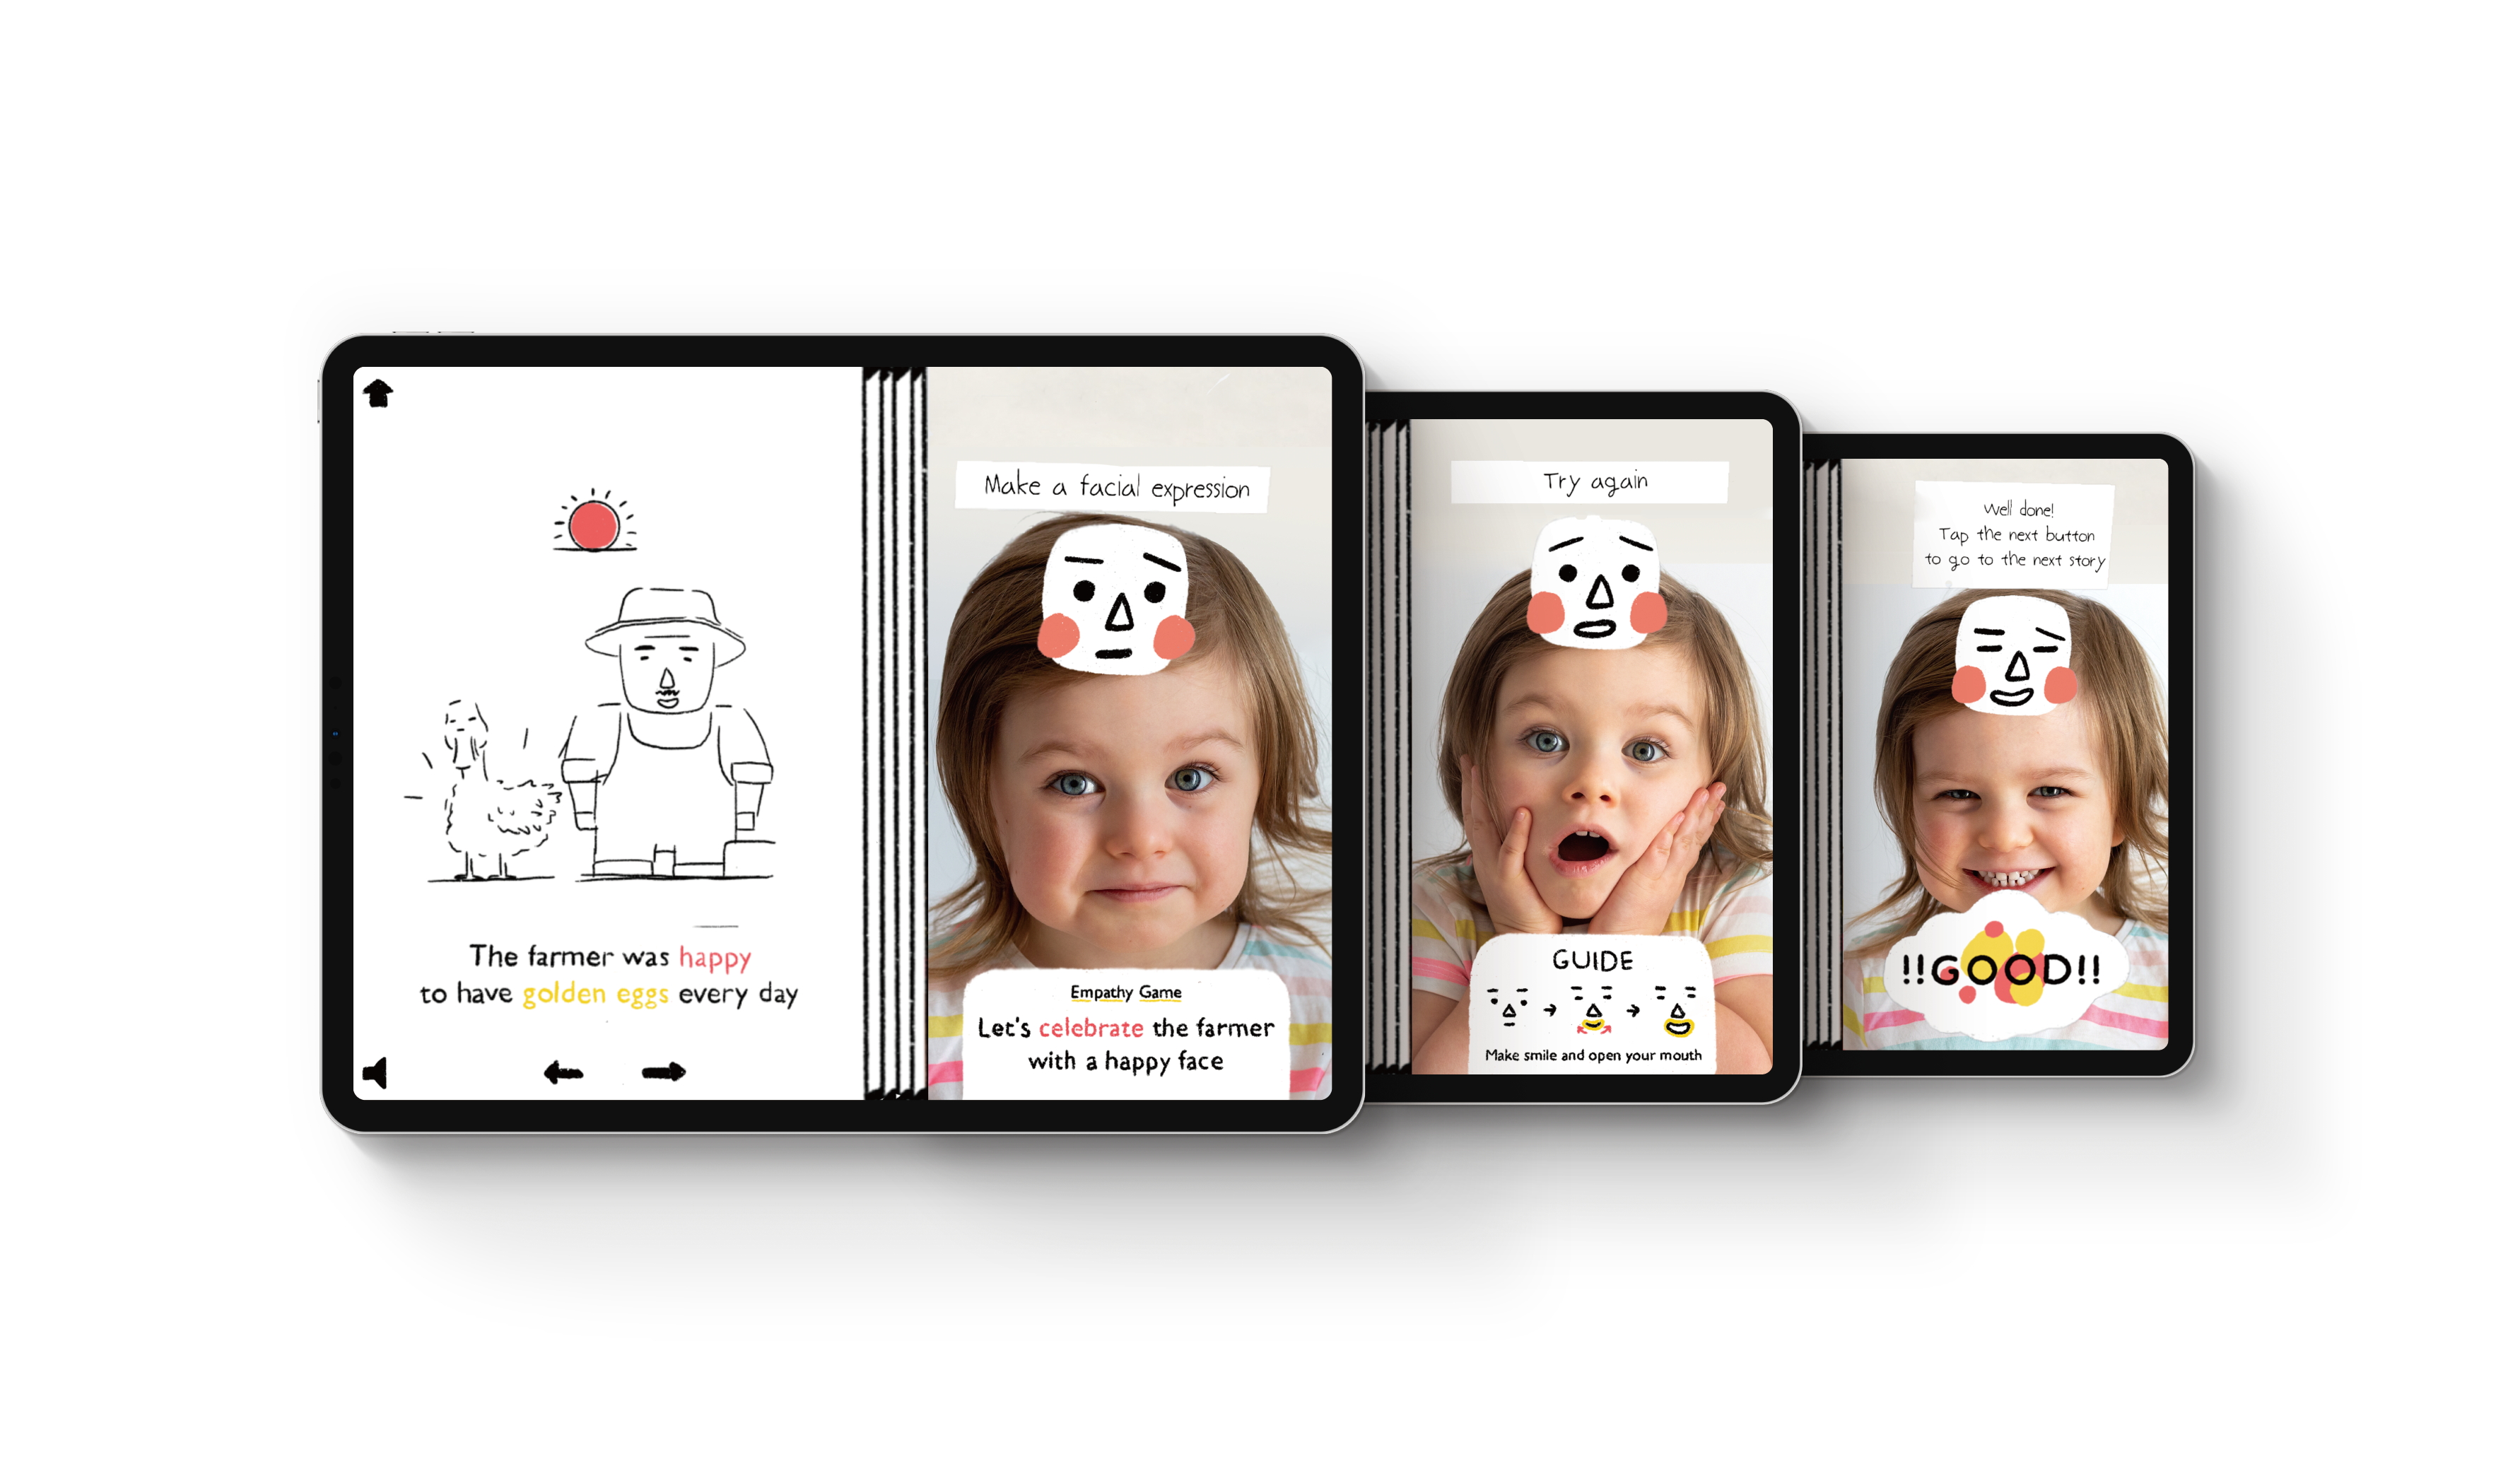 The farmer was happy
to have golden eggs every day
Make a facial expression
Empathy Game
Let's celebrate the farmer
with a happy face
Try again
GUIDE
Make smile and open your mouth
Well done!
Tap the next button
to go to the next story
!!GOOD!!